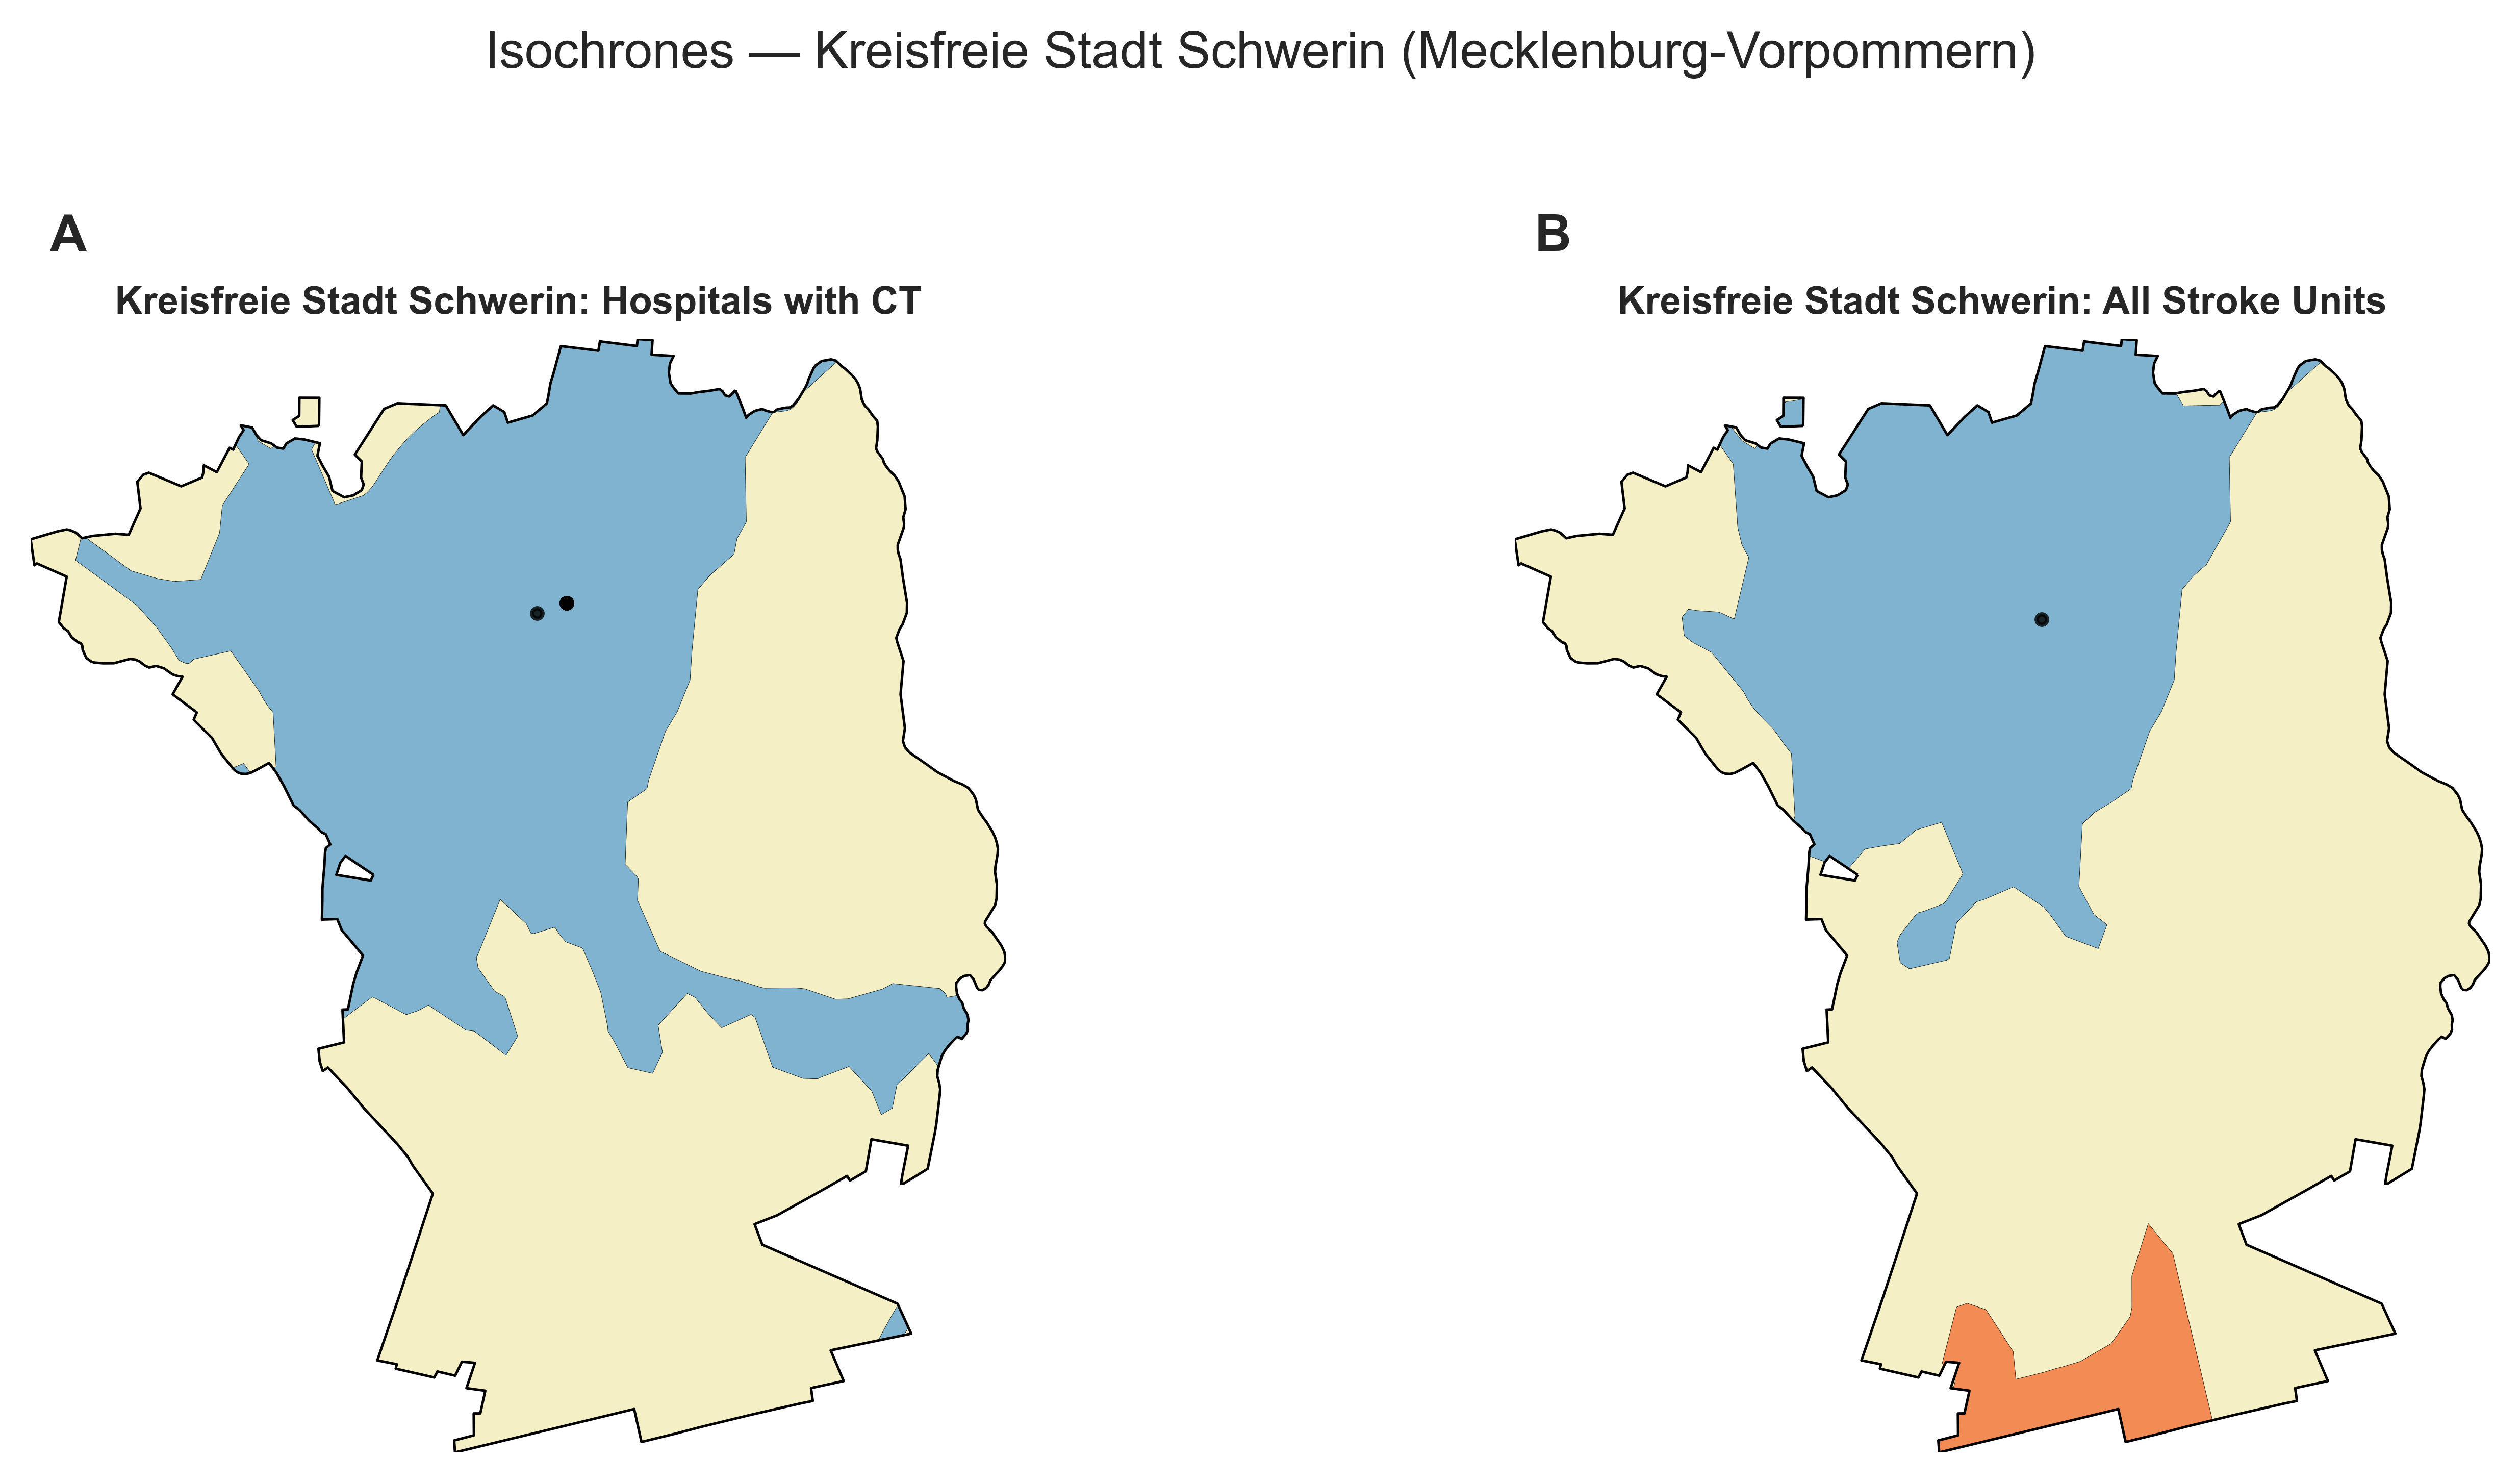 Isochrones — Kreisfreie Stadt Schwerin (Mecklenburg-Vorpommern)
A
Kreisfreie Stadt Schwerin: Hospitals with CT
B
Kreisfreie Stadt Schwerin: All Stroke Units